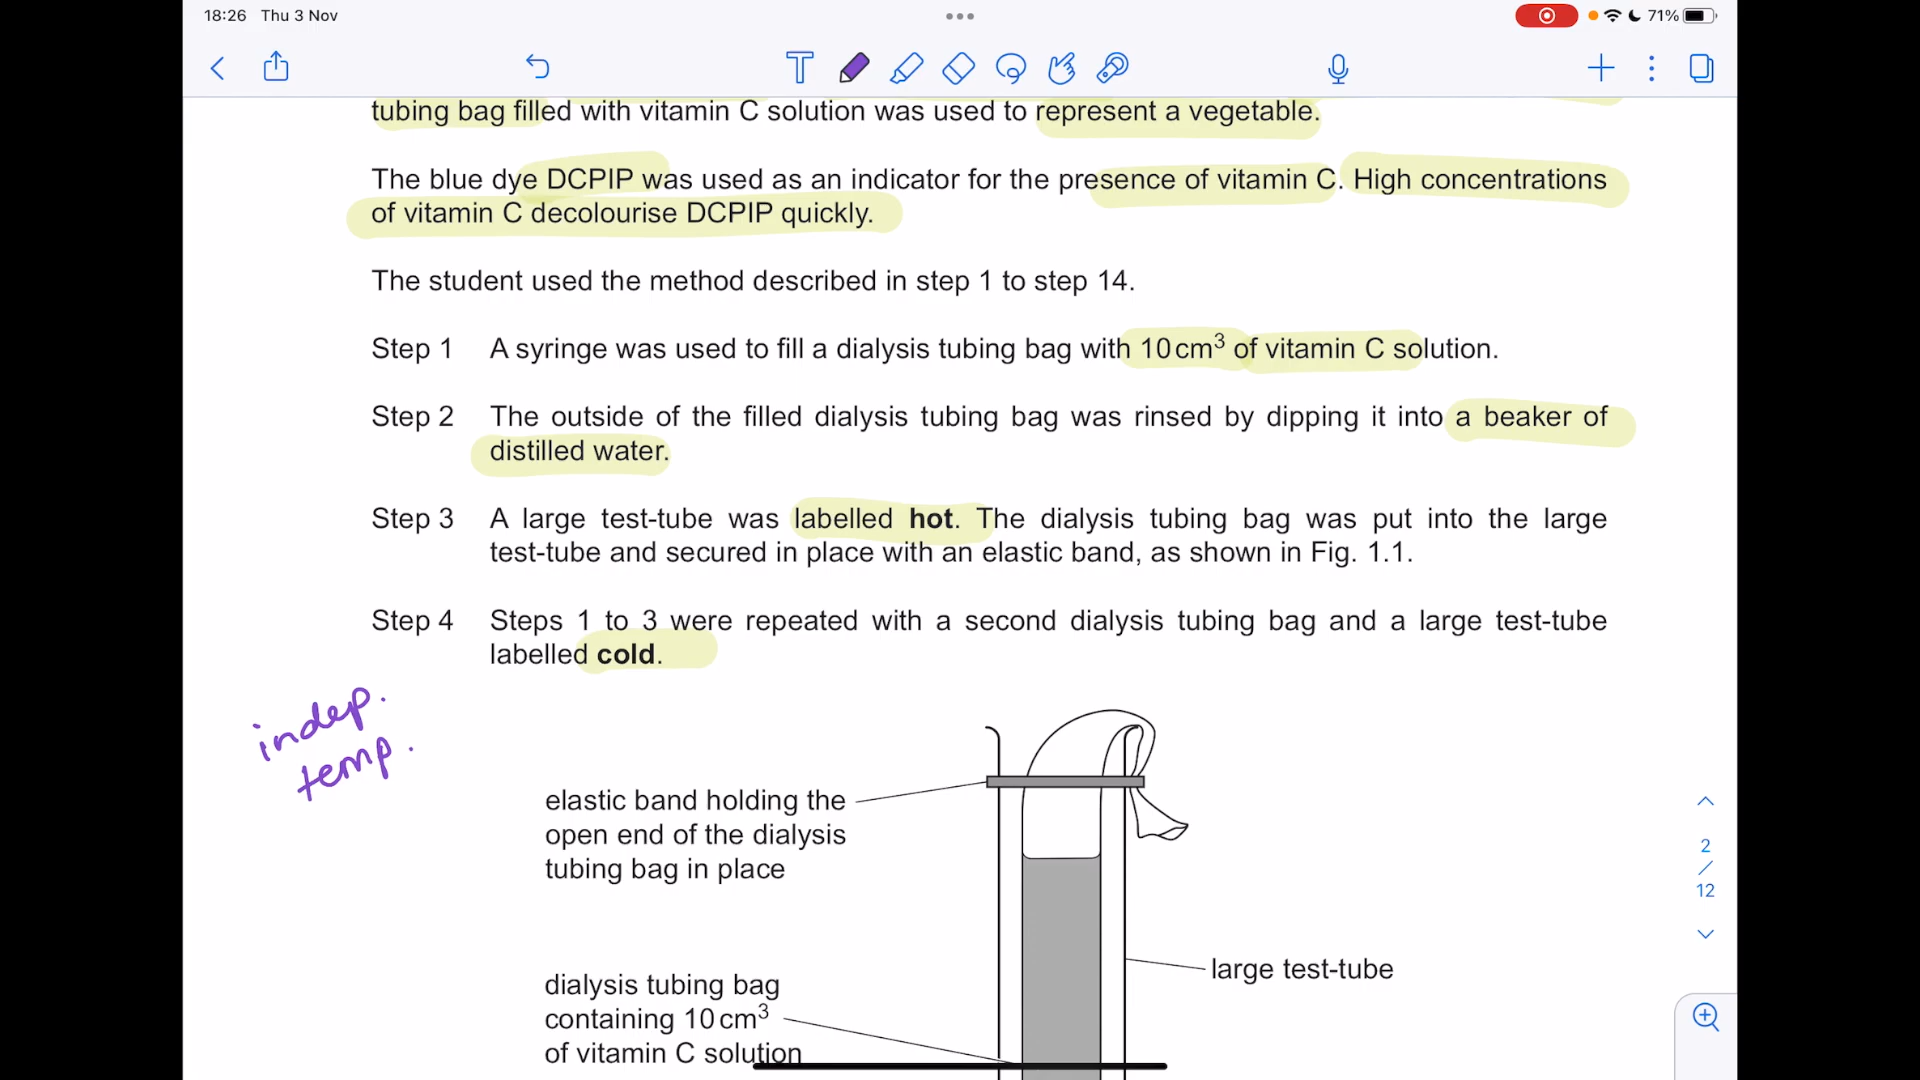 18:26 Thu 3 Nov
71%
tubing bag filled with vitamin C solution was used to represent a vegetable.
The blue dye DCPIP was used as an indicator for the presence of vitamin C. High concentrations
of vitamin C decolourise DCPIP quickly.
The student used the method described in step 1 to step 14.
Step 1 A syringe was used to fill a dialysis tubing bag with 10 cm³ of vitamin C solution.
Step 2 The outside of the filled dialysis tubing bag was rinsed by dipping it into a beaker of
distilled water.
Step 3 A large test-tube was labelled hot. The dialysis tubing bag was put into the large
test-tube and secured in place with an elastic band, as shown in Fig. 1.1.
Step 4 Steps 1 to 3 were repeated with a second dialysis tubing bag and a large test-tube
labelled cold.
indep.
temp.
elastic band holding the
open end of the dialysis
tubing bag in place
2
/
12
large test-tube
dialysis tubing bag
containing 10 cm³
of vitamin C solution